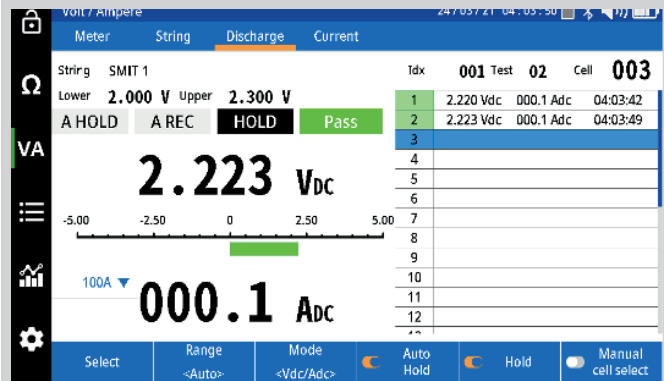 Volt / Ampere 24/03/21 04:03:50
Meter String Discharge Current
String SMIT 1
Lower 2.000 V Upper 2.300 V
A HOLD A REC HOLD Pass
2.223 VDC
-5.00 -2.50 0 2.50 5.00
100A ▼
000.1 ADC
Ω
VA
Tdx 001 Test 02 Cell 003
1 2.220 Vdc 000.1 Adc 04:03:42
2 2.223 Vdc 000.1 Adc 04:03:49
3
4
5
6
7
8
9
10
11
12
Select
Range
<Auto>
Mode
<Vdc/Adc>
Auto
Hold
Hold
Manual
cell select